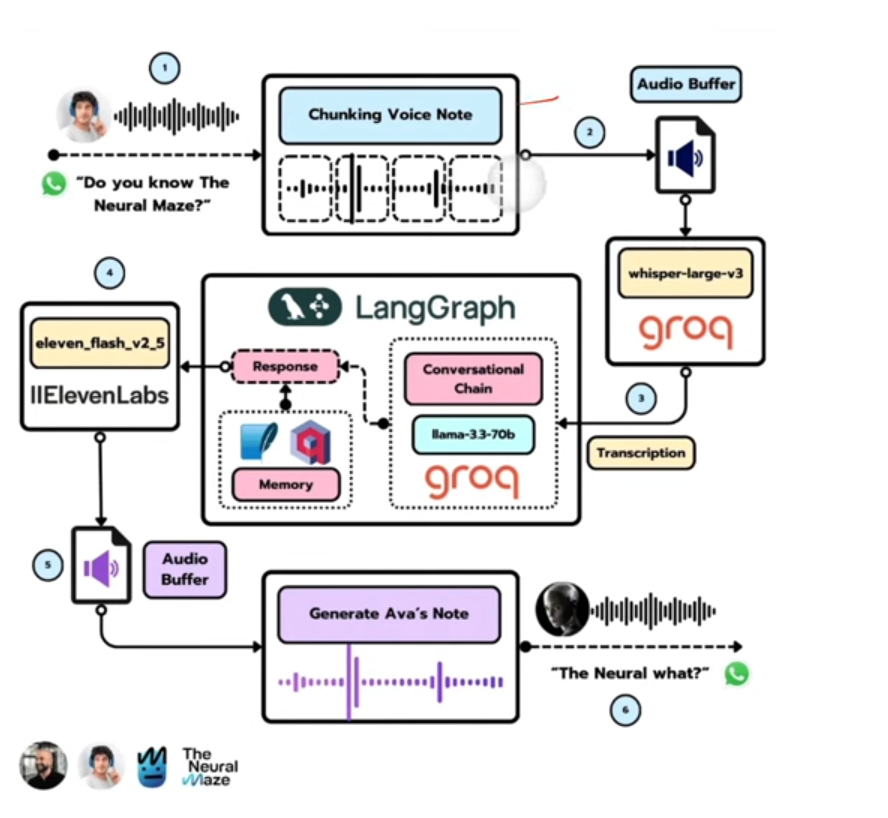 1
Chunking Voice Note
"Do you know The
Neural Maze?"
2
Audio Buffer
whisper-large-v3
groq
3
Transcription
LangGraph
Conversational
Chain
llama-3.3-70b
groq
Response
Memory
4
eleven_flash_v2_5
IIElevenLabs
5
Audio
Buffer
Generate Ava's Note
"The Neural what?"
6
The
Neural
Maze